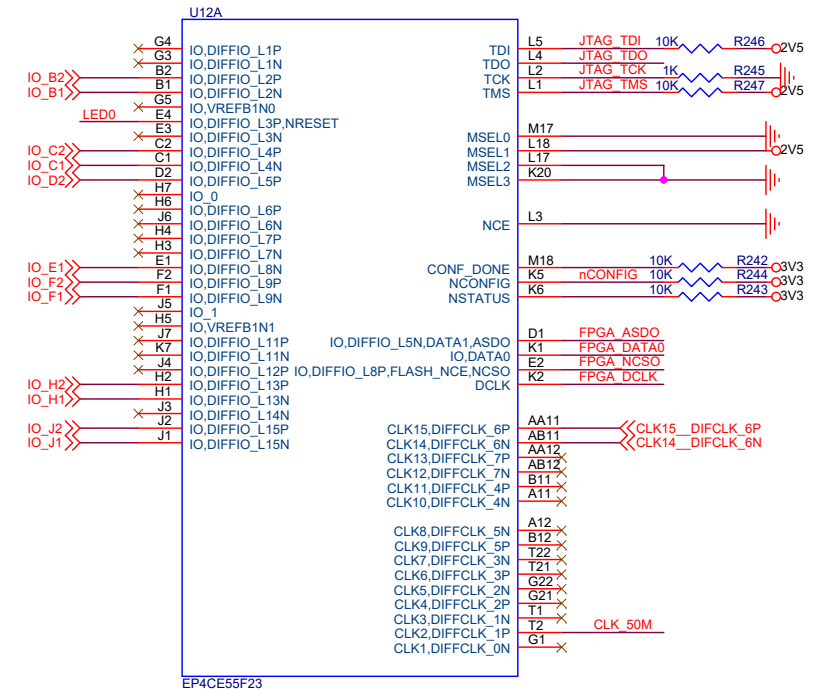 U12A
G4 IO,DIFFIO_L1P
G3 IO,DIFFIO_L1N
IO_B2 B2 IO,DIFFIO_L2P
IO_B1 B1 IO,DIFFIO_L2N
G5 IO,VREFB1N0
LED0 E4 IO,DIFFIO_L3P,NRESET
E3 IO,DIFFIO_L3N
IO_C2 C2 IO,DIFFIO_L4P
IO_C1 C1 IO,DIFFIO_L4N
IO_D2 D2 IO,DIFFIO_L5P
H7 IO_0
H6 IO,DIFFIO_L6P
J6 IO,DIFFIO_L6N
H4 IO,DIFFIO_L7P
H3 IO,DIFFIO_L7N
IO_E1 E1 IO,DIFFIO_L8N
IO_F2 F2 IO,DIFFIO_L9P
IO_F1 F1 IO,DIFFIO_L9N
J5 IO_1
H5 IO,VREFB1N1
J7 IO,DIFFIO_L11P
K7 IO,DIFFIO_L11N
J4 IO,DIFFIO_L12P
IO_H2 H2 IO,DIFFIO_L13P
IO_H1 H1 IO,DIFFIO_L13N
J3 IO,DIFFIO_L14N
IO_J2 J2 IO,DIFFIO_L15P
IO_J1 J1 IO,DIFFIO_L15N
TDI L5 JTAG_TDI 10K R246 2V5
TDO L4 JTAG_TDO
TCK L2 JTAG_TCK 1K R245
TMS L1 JTAG_TMS 10K R247 2V5
MSEL0 M17
MSEL1 L18 2V5
MSEL2 L17
MSEL3 K20
NCE L3
CONF_DONE M18 10K R242 3V3
NCONFIG K5 nCONFIG 10K R244 3V3
NSTATUS K6 10K R243 3V3
IO,DIFFIO_L5N,DATA1,ASDO D1 FPGA_ASDO
IO,DATA0 K1 FPGA_DATA0
IO,DIFFIO_L8P,FLASH_NCE,NCSO E2 FPGA_NCSO
DCLK K2 FPGA_DCLK
CLK15,DIFFCLK_6P AA11 CLK15__DIFCLK_6P
CLK14,DIFFCLK_6N AB11 CLK14__DIFCLK_6N
CLK13,DIFFCLK_7P AA12
CLK12,DIFFCLK_7N AB12
CLK11,DIFFCLK_4P B11
CLK10,DIFFCLK_4N A11
CLK8,DIFFCLK_5N A12
CLK9,DIFFCLK_5P B12
CLK7,DIFFCLK_3N T22
CLK6,DIFFCLK_3P T21
CLK5,DIFFCLK_2N G22
CLK4,DIFFCLK_2P G21
CLK3,DIFFCLK_1N T1
CLK2,DIFFCLK_1P T2 CLK_50M
CLK1,DIFFCLK_0N G1
EP4CE55F23